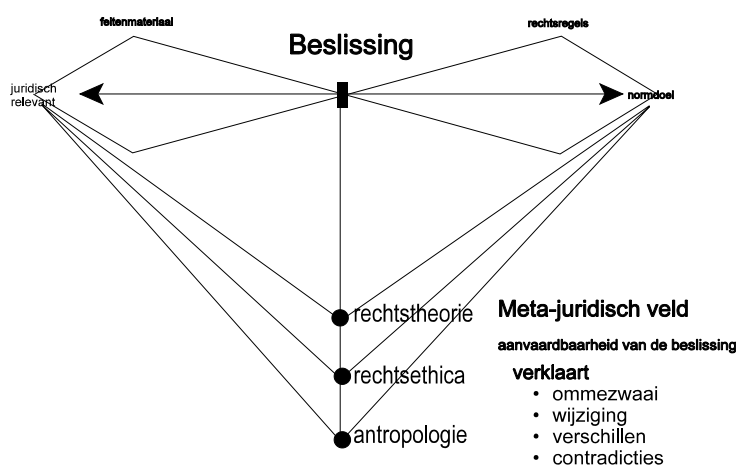 feitenmateriaal
rechtsregels
Beslissing
juridisch
relevant
normdoel
rechtstheorie
Meta-juridisch veld
aanvaardbaarheid van de beslissing
rechtsethica
verklaart
• ommezwaai
• wijziging
antropologie
• verschillen
• contradicties